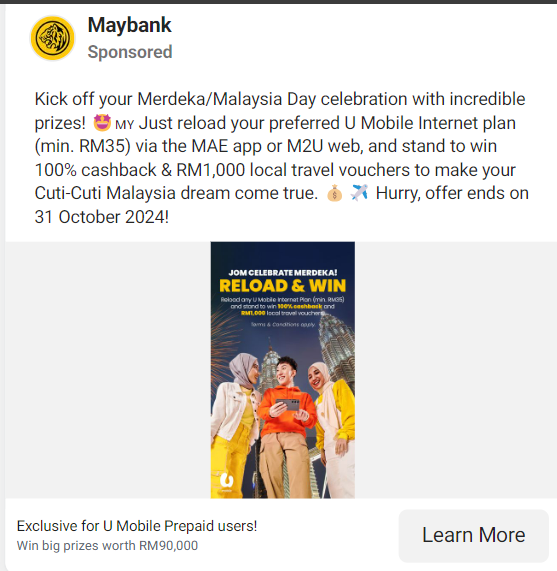 Maybank
Sponsored
Kick off your Merdeka/Malaysia Day celebration with incredible
prizes! 🤩 MY Just reload your preferred U Mobile Internet plan
(min. RM35) via the MAE app or M2U web, and stand to win
100% cashback & RM1,000 local travel vouchers to make your
Cuti-Cuti Malaysia dream come true. 💰 ✈️ Hurry, offer ends on
31 October 2024!
JOM CELEBRATE MERDEKA!
RELOAD & WIN
Reload any U Mobile Internet Plan (min. RM35)
and stand to win 100% cashback and
RM1,000 local travel vouchers.
Terms & Conditions apply.
Exclusive for U Mobile Prepaid users!
Win big prizes worth RM90,000
Learn More